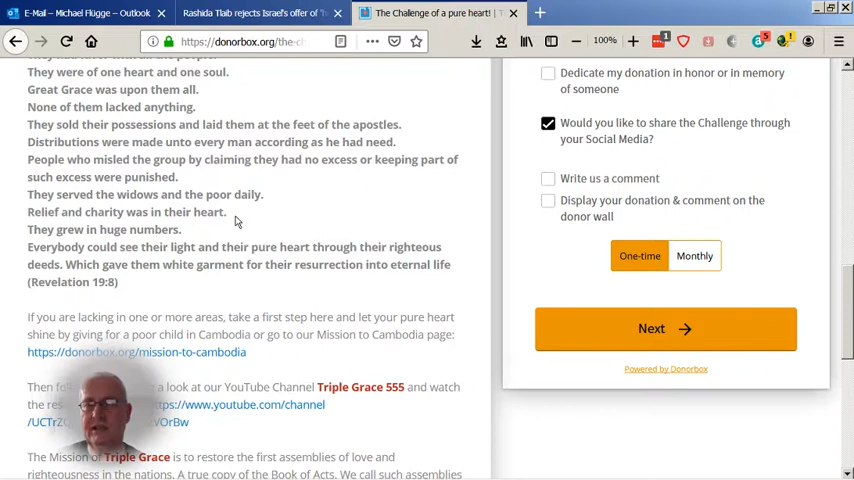 E-Mail – Michael Flügge – Outlook
Rashida Tlaib rejects Israel's offer of 'h
The Challenge of a pure heart! | T
https://donorbox.org/the-c
100%
They were of one heart and one soul.
Great Grace was upon them all.
None of them lacked anything.
They sold their possessions and laid them at the feet of the apostles.
Distributions were made unto every man according as he had need.
People who misled the group by claiming they had no excess or keeping part of
such excess were punished.
They served the widows and the poor daily.
Relief and charity was in their heart.
They grew in huge numbers.
Everybody could see their light and their pure heart through their righteous
deeds. Which gave them white garment for their resurrection into eternal life
(Revelation 19:8)
If you are lacking in one or more areas, take a first step here and let your pure heart
shine by giving for a poor child in Cambodia or go to our Mission to Cambodia page:
https://donorbox.org/mission-to-cambodia
Then a look at our YouTube Channel Triple Grace 555 and watch
the ttps://www.youtube.com/channel
/UCTrZ VOrBw
The Mission of Triple Grace is to restore the first assemblies of love and
righteousness in the nations. A true copy of the Book of Acts. We call such assemblies
Dedicate my donation in honor or in memory
of someone
Would you like to share the Challenge through
your Social Media?
Write us a comment
Display your donation & comment on the
donor wall
One-time Monthly
Next
Powered by Donorbox